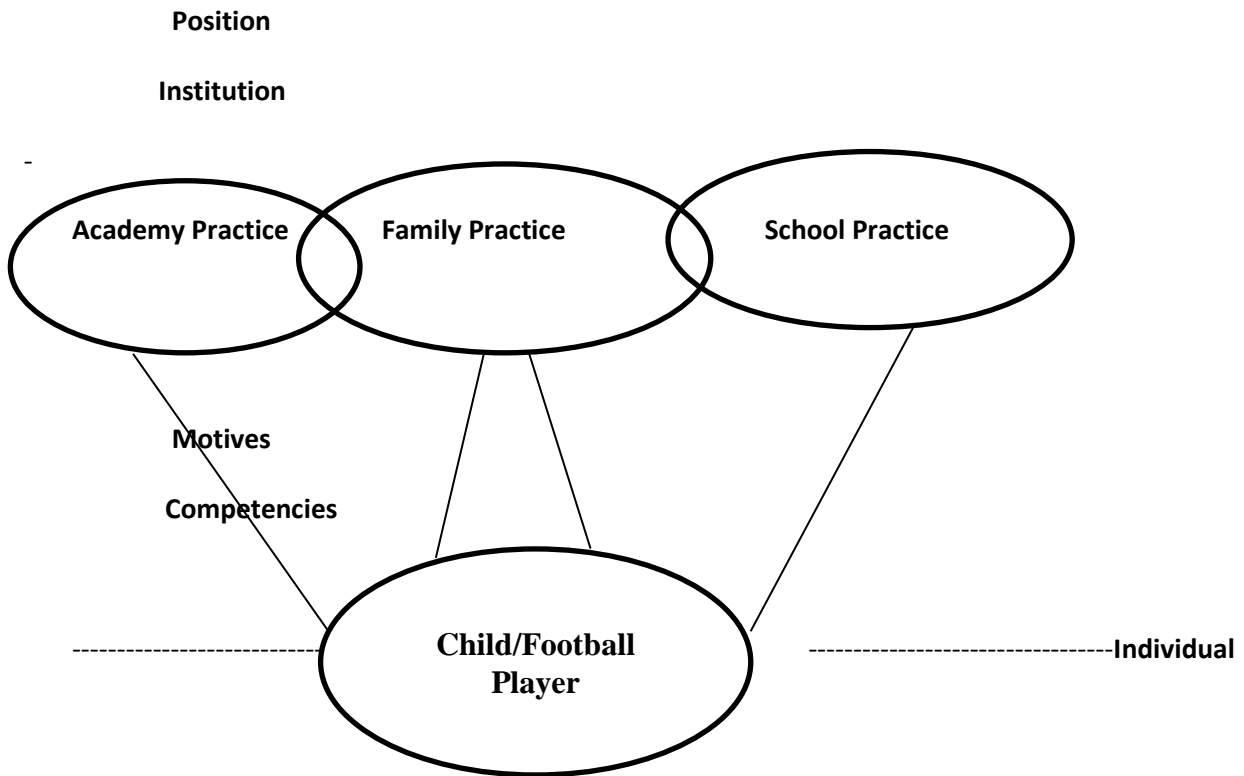 Position
Institution
-
Academy Practice
Family Practice
School Practice
Motives
Competencies
Child/Football
Player
----------------------------
-----------------------------------Individual